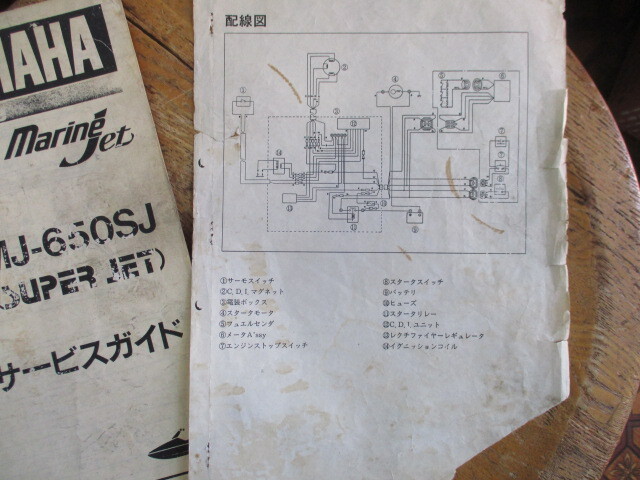 AHA
Marine
Jet
MJ-650SJ
SUPER JET)
サービスガイド
配線図
①サーモスイッチ
②C, D, I, マグネット
③電装ボックス
④スタータモータ
⑤フュエルセンダ
⑥メータA'ssy
⑦エンジンストップスイッチ
⑧スタータスイッチ
⑨バッテリ
⑩ヒューズ
⑪スタータリレー
⑫C, D, I, ユニット
⑬レクチファイヤーレギュレータ
⑭イグニッションコイル